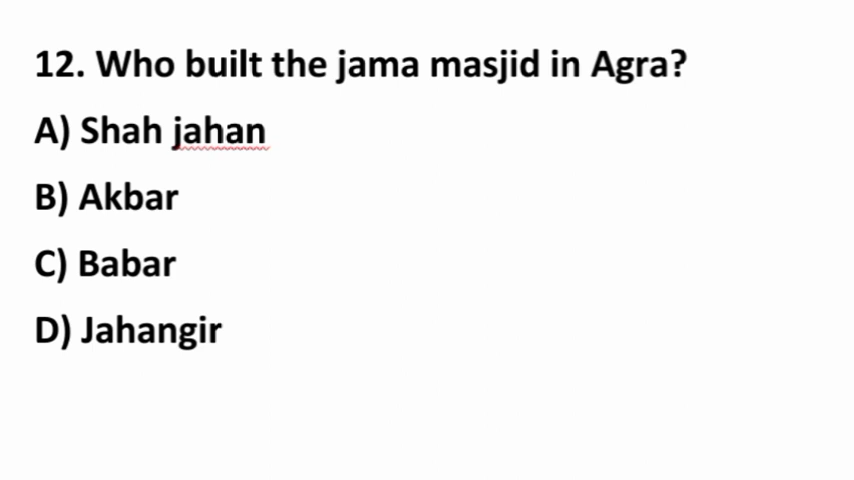 12. Who built the jama masjid in Agra?
A) Shah jahan
B) Akbar
C) Babar
D) Jahangir